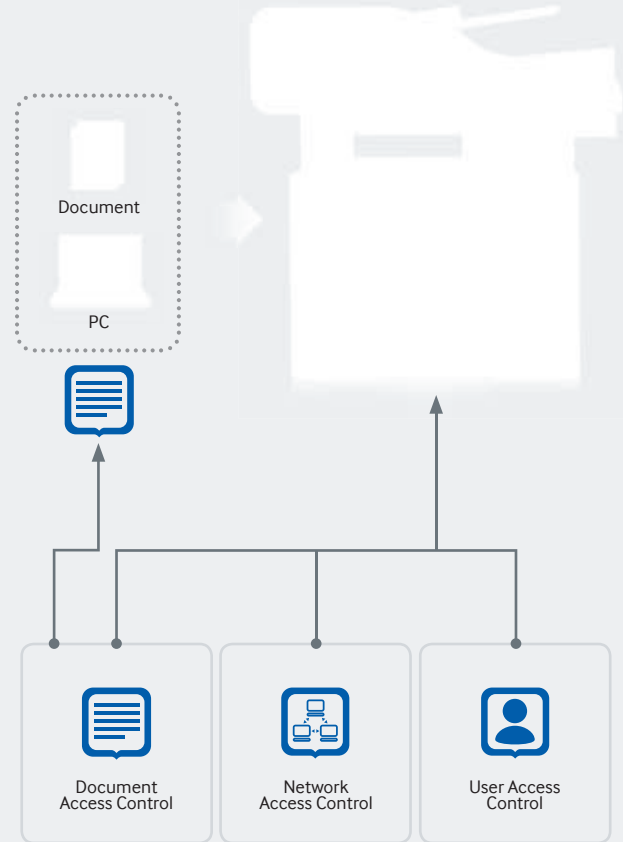 Document
PC
Document
Access Control
Network
Access Control
User Access
Control